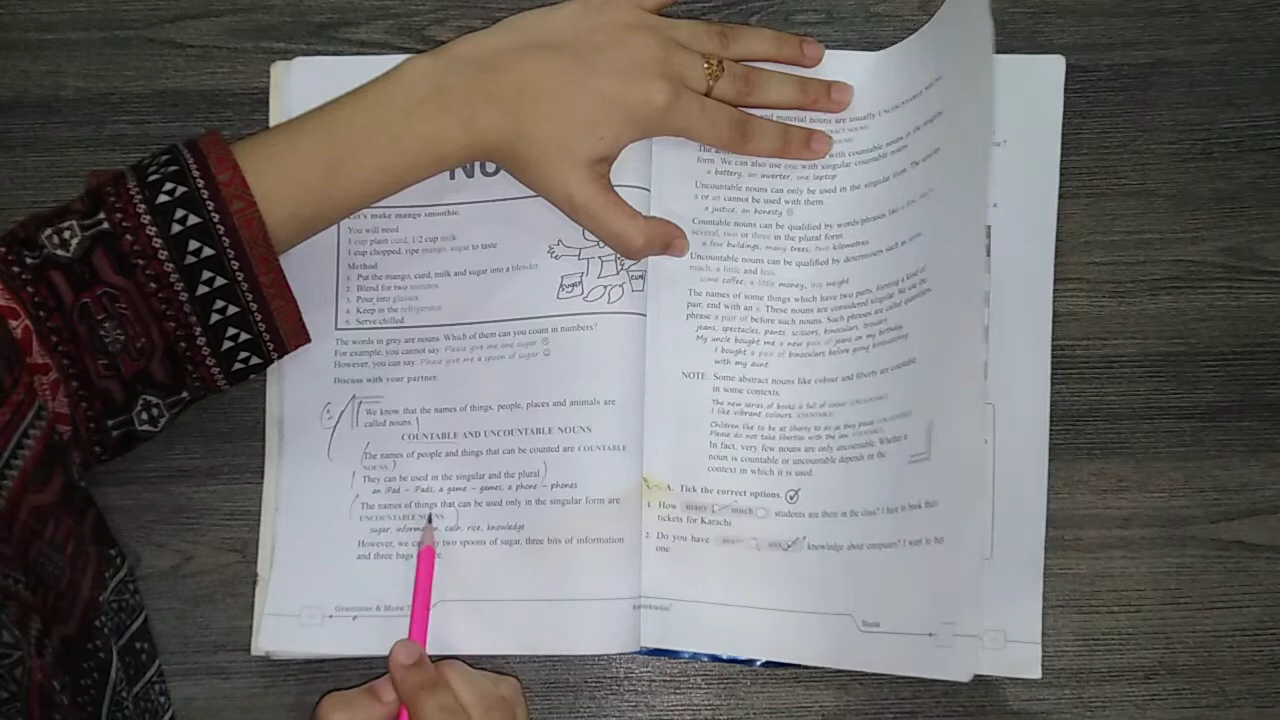 NO
Let's make mango smoothie.
You will need
1 cup plain curd, 1/2 cup milk
1 cup chopped, ripe mango, sugar to taste
Method
1. Put the mango, curd, milk and sugar into a blender.
2. Blend for two minutes.
3. Pour into glasses.
4. Keep in the refrigerator.
5. Serve chilled.
sugar
curd
The words in grey are nouns. Which of them can you count in numbers?
For example, you cannot say: Please give me one sugar
However, you can say: Please give me a spoon of sugar
Discuss with your partner.
We know that the names of things, people, places and animals are
called nouns.
COUNTABLE AND UNCOUNTABLE NOUNS
The names of people and things that can be counted are COUNTABLE
NOUNS.
They can be used in the singular and the plural.
an iPad – iPads, a game – games, a phone – phones
The names of things that can be used only in the singular form are
UNCOUNTABLE NOUNS.
sugar, information, cash, rice, knowledge
However, we can say two spoons of sugar, three bits of information
and three bags
Grammar & More
and material nouns are usually UNCOUNTABLE NOUNS
with countable nouns in the singular
form. We can also use one with singular countable nouns.
a battery, an inverter, one laptop
Uncountable nouns can only be used in the singular form. The
a or an cannot be used with them.
a justice, an honesty
Countable nouns can be qualified by words/phrases like a few,
several, two or three in the plural form.
a few buildings, many trees, two kilometres
Uncountable nouns can be qualified by determiners such as some,
much, a little and less.
some coffee, a little money, less weight
The names of some things which have two parts, forming a kind of
pair, end with an s. These nouns are considered singular. We use the
phrase a pair of before such nouns. Such phrases are called quantifiers.
jeans, spectacles, pants, scissors, binoculars, trousers
My uncle bought me a new pair of jeans on my birthday.
I bought a pair of binoculars before going birdwatching
with my aunt
NOTE: Some abstract nouns like colour and liberty are countable
in some contexts.
The new series of books is full of colour.
I like vibrant colours. (COUNTABLE)
Children like to be at liberty to do as they please.
Please do not take liberties with the law.
In fact, very few nouns are only uncountable. Whether a
noun is countable or uncountable depends on the
context in which it is used.
A. Tick the correct options.
1. How many much students are there in the class? I have to book their
tickets for Karachi.
2. Do you have knowledge about computers? I want to buy
one.
Nouns